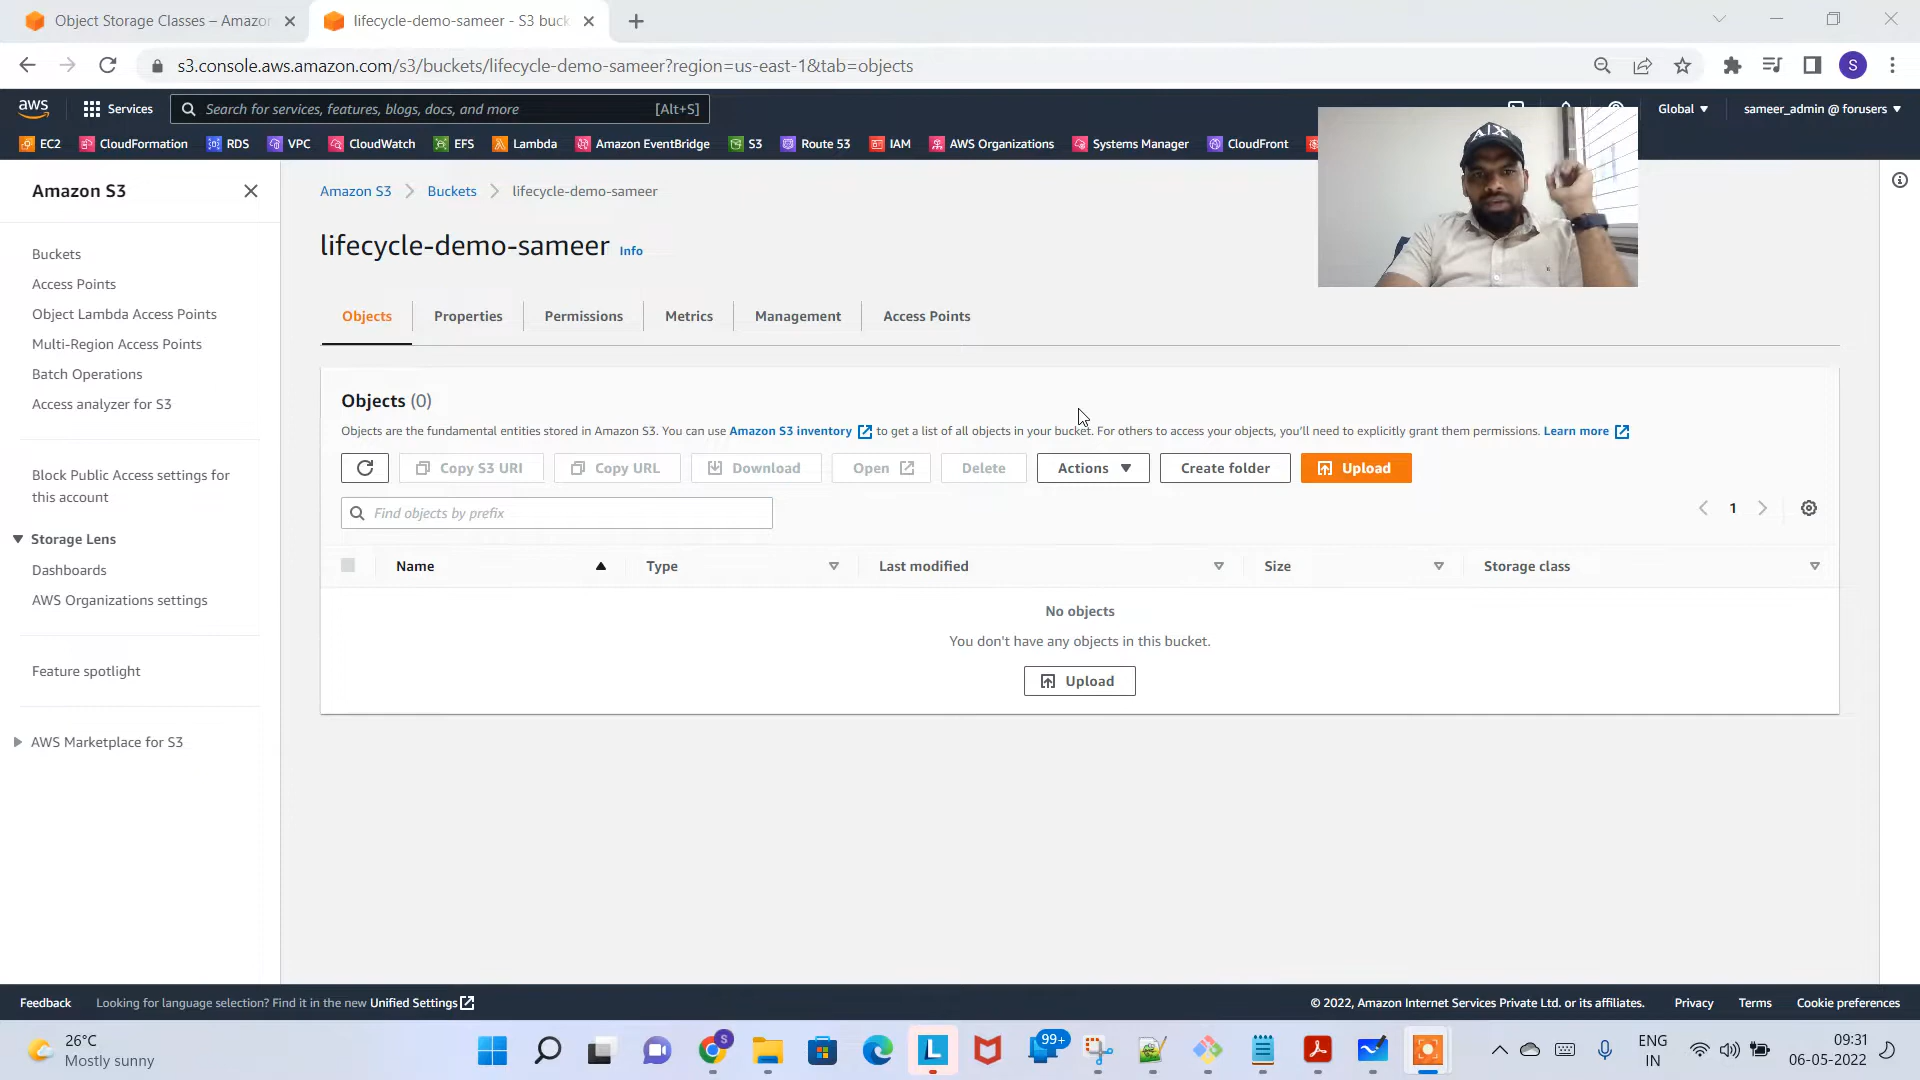 Object Storage Classes – Amazon
lifecycle-demo-sameer - S3 buck
s3.console.aws.amazon.com/s3/buckets/lifecycle-demo-sameer?region=us-east-1&tab=objects
S
aws
Services
Search for services, features, blogs, docs, and more
[Alt+S]
Global
sameer_admin @ forusers
EC2
CloudFormation
RDS
VPC
CloudWatch
EFS
Lambda
Amazon EventBridge
S3
Route 53
IAM
AWS Organizations
Systems Manager
CloudFront
A|X
Amazon S3
Buckets
Access Points
Object Lambda Access Points
Multi-Region Access Points
Batch Operations
Access analyzer for S3
Block Public Access settings for
this account
Storage Lens
Dashboards
AWS Organizations settings
Feature spotlight
AWS Marketplace for S3
Amazon S3 > Buckets > lifecycle-demo-sameer
lifecycle-demo-sameer Info
Objects
Properties
Permissions
Metrics
Management
Access Points
Objects (0)
Objects are the fundamental entities stored in Amazon S3. You can use Amazon S3 inventory to get a list of all objects in your bucket. For others to access your objects, you'll need to explicitly grant them permissions. Learn more
Copy S3 URI
Copy URL
Download
Open
Delete
Actions
Create folder
Upload
Find objects by prefix
1
Name
Type
Last modified
Size
Storage class
No objects
You don't have any objects in this bucket.
Upload
Feedback
Looking for language selection? Find it in the new Unified Settings
© 2022, Amazon Internet Services Private Ltd. or its affiliates.
Privacy
Terms
Cookie preferences
26°C
Mostly sunny
S
L
99+
ENG
IN
09:31
06-05-2022